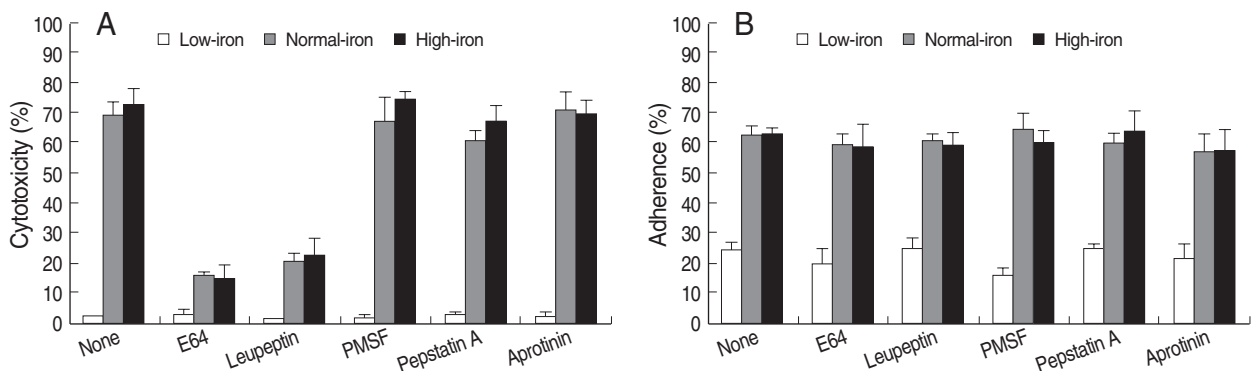 A
Low-iron Normal-iron High-iron
Cytotoxicity (%)
100
90
80
70
60
50
40
30
20
10
0
None E64 Leupeptin PMSF Pepstatin A Aprotinin
B
Low-iron Normal-iron High-iron
Adherence (%)
100
90
80
70
60
50
40
30
20
10
0
None E64 Leupeptin PMSF Pepstatin A Aprotinin